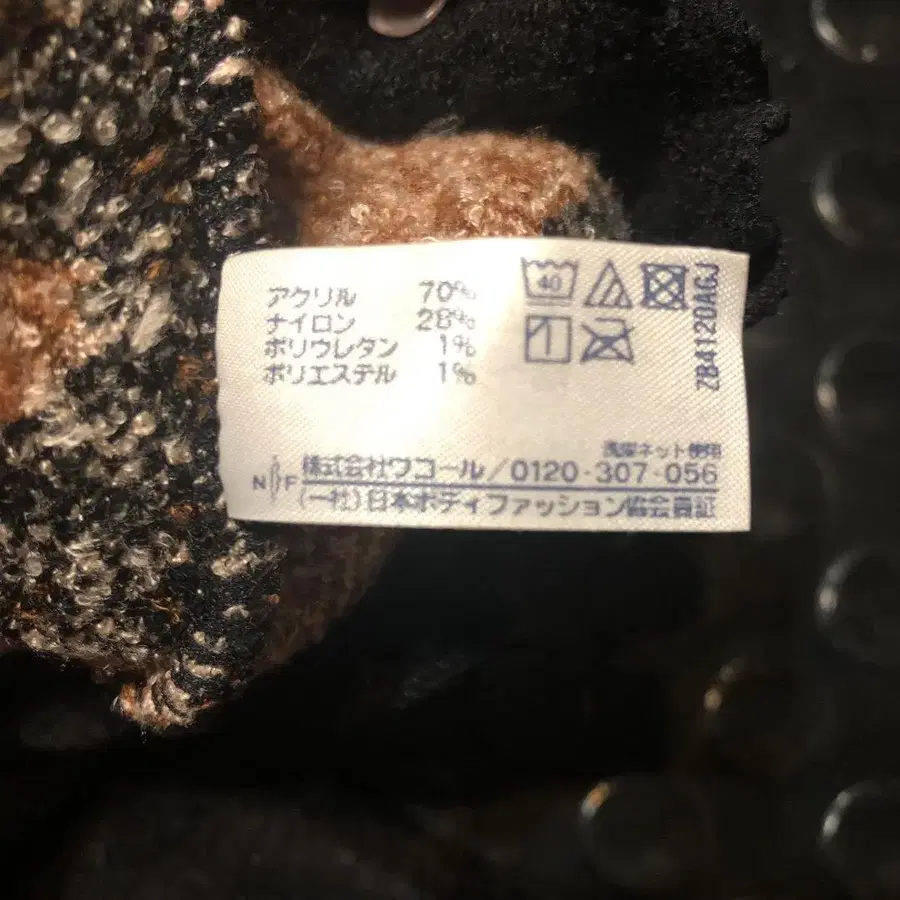 アクリル 70%
ナイロン 28%
ポリウレタン 1%
ポリエステル 1%
40
ZB4120AGJ
洗濯ネット使用
NBF
株式会社ワコール/0120-307-056
(一社)日本ボディファッション協会員証